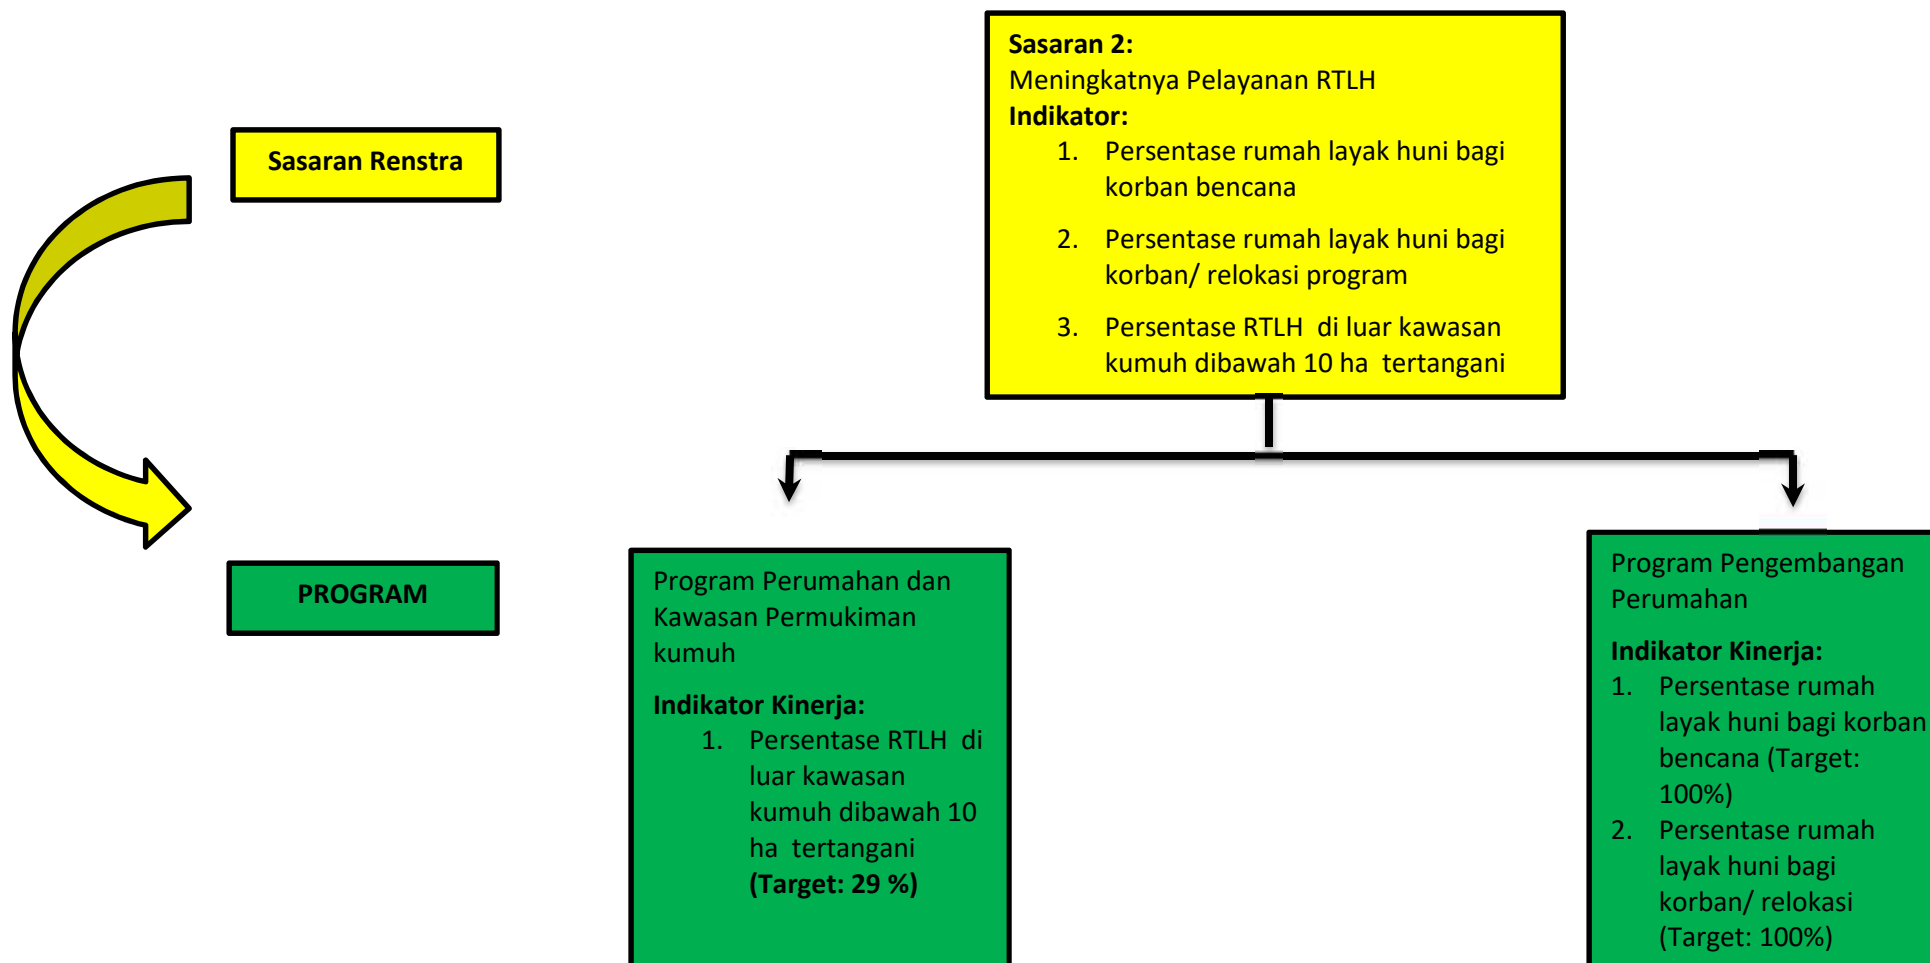 Sasaran 2:
Meningkatnya Pelayanan RTLH
Indikator:
1. Persentase rumah layak huni bagi
korban bencana
2. Persentase rumah layak huni bagi
korban/ relokasi program
3. Persentase RTLH  di luar kawasan
kumuh dibawah 10 ha  tertangani
Sasaran Renstra
PROGRAM
Program Perumahan dan
Kawasan Permukiman
kumuh
Indikator Kinerja:
1. Persentase RTLH  di
luar kawasan
kumuh dibawah 10
ha  tertangani
(Target: 29 %)
Program Pengembangan
Perumahan
Indikator Kinerja:
1. Persentase rumah
layak huni bagi korban
bencana (Target:
100%)
2. Persentase rumah
layak huni bagi
korban/ relokasi
(Target: 100%)